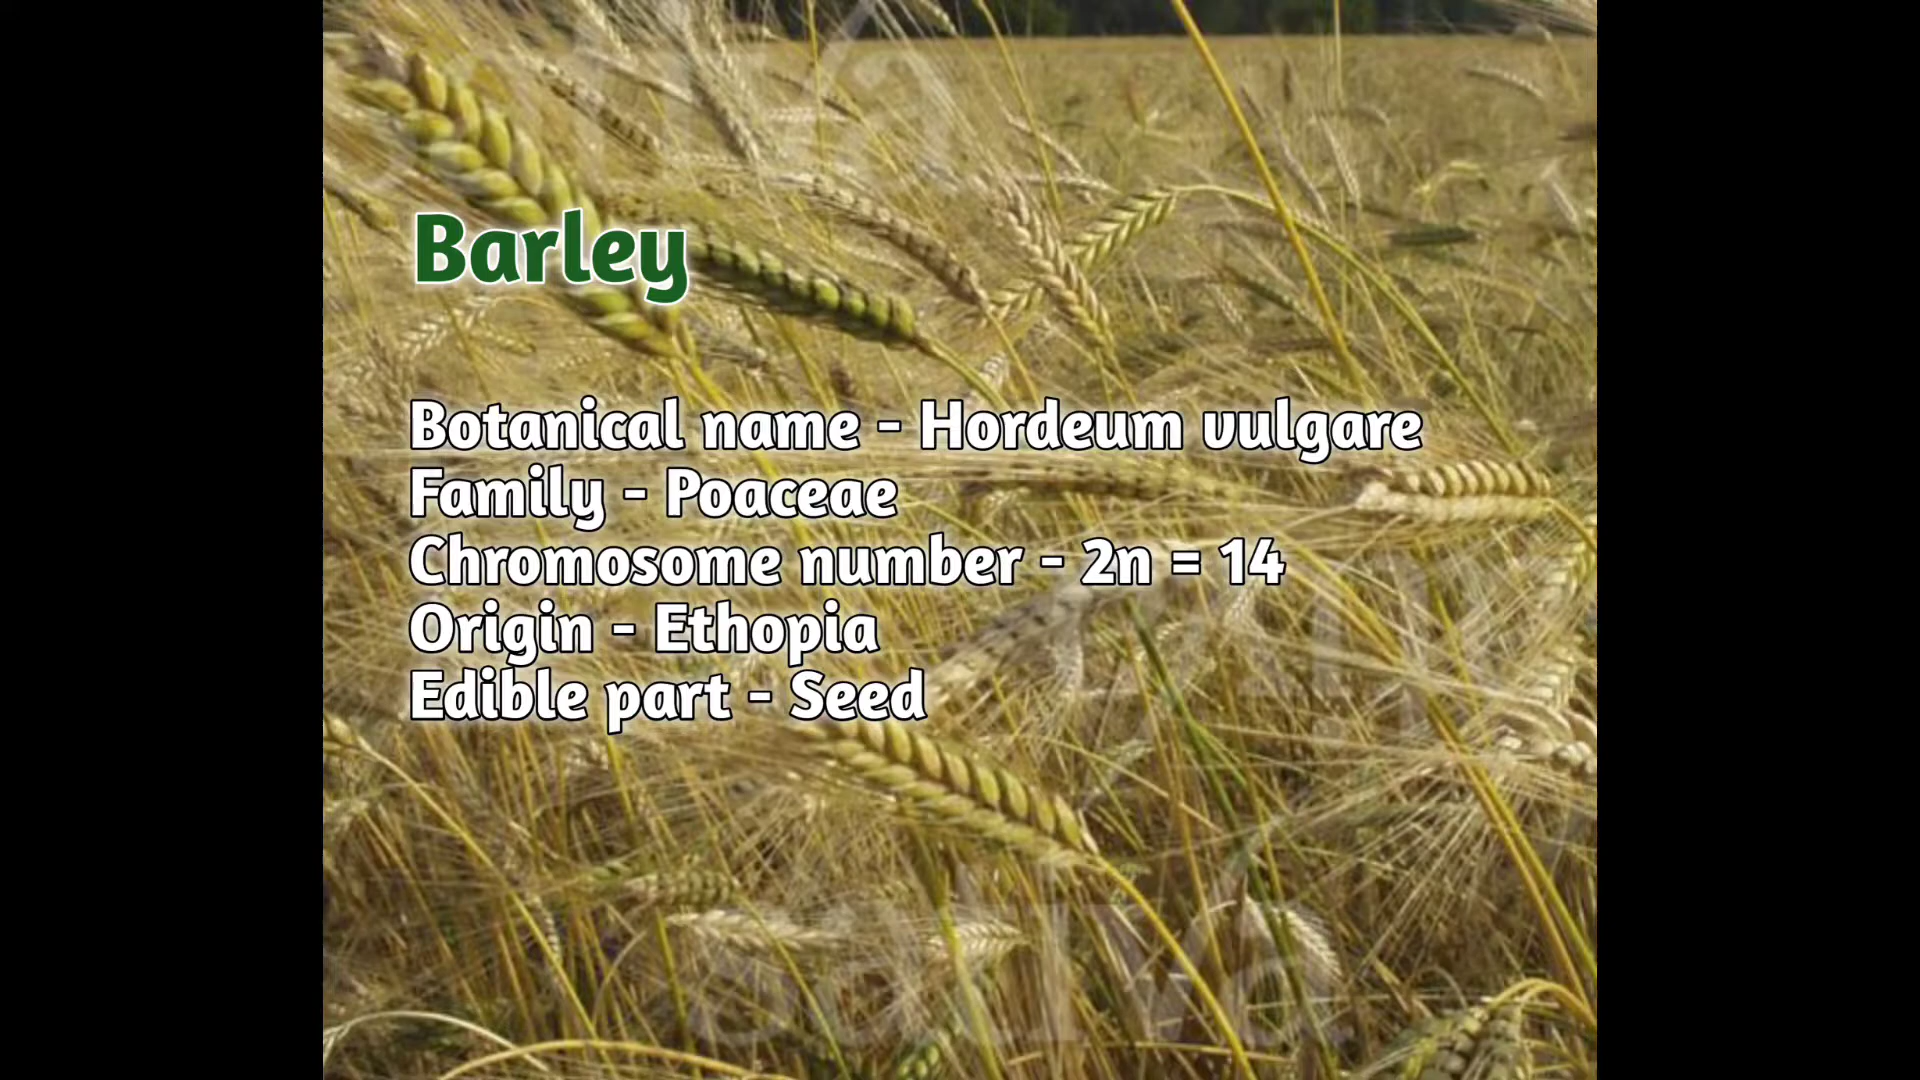 Barley
Botanical name - Hordeum vulgare
Family - Poaceae
Chromosome number - 2n = 14
Origin - Ethopia
Edible part - Seed